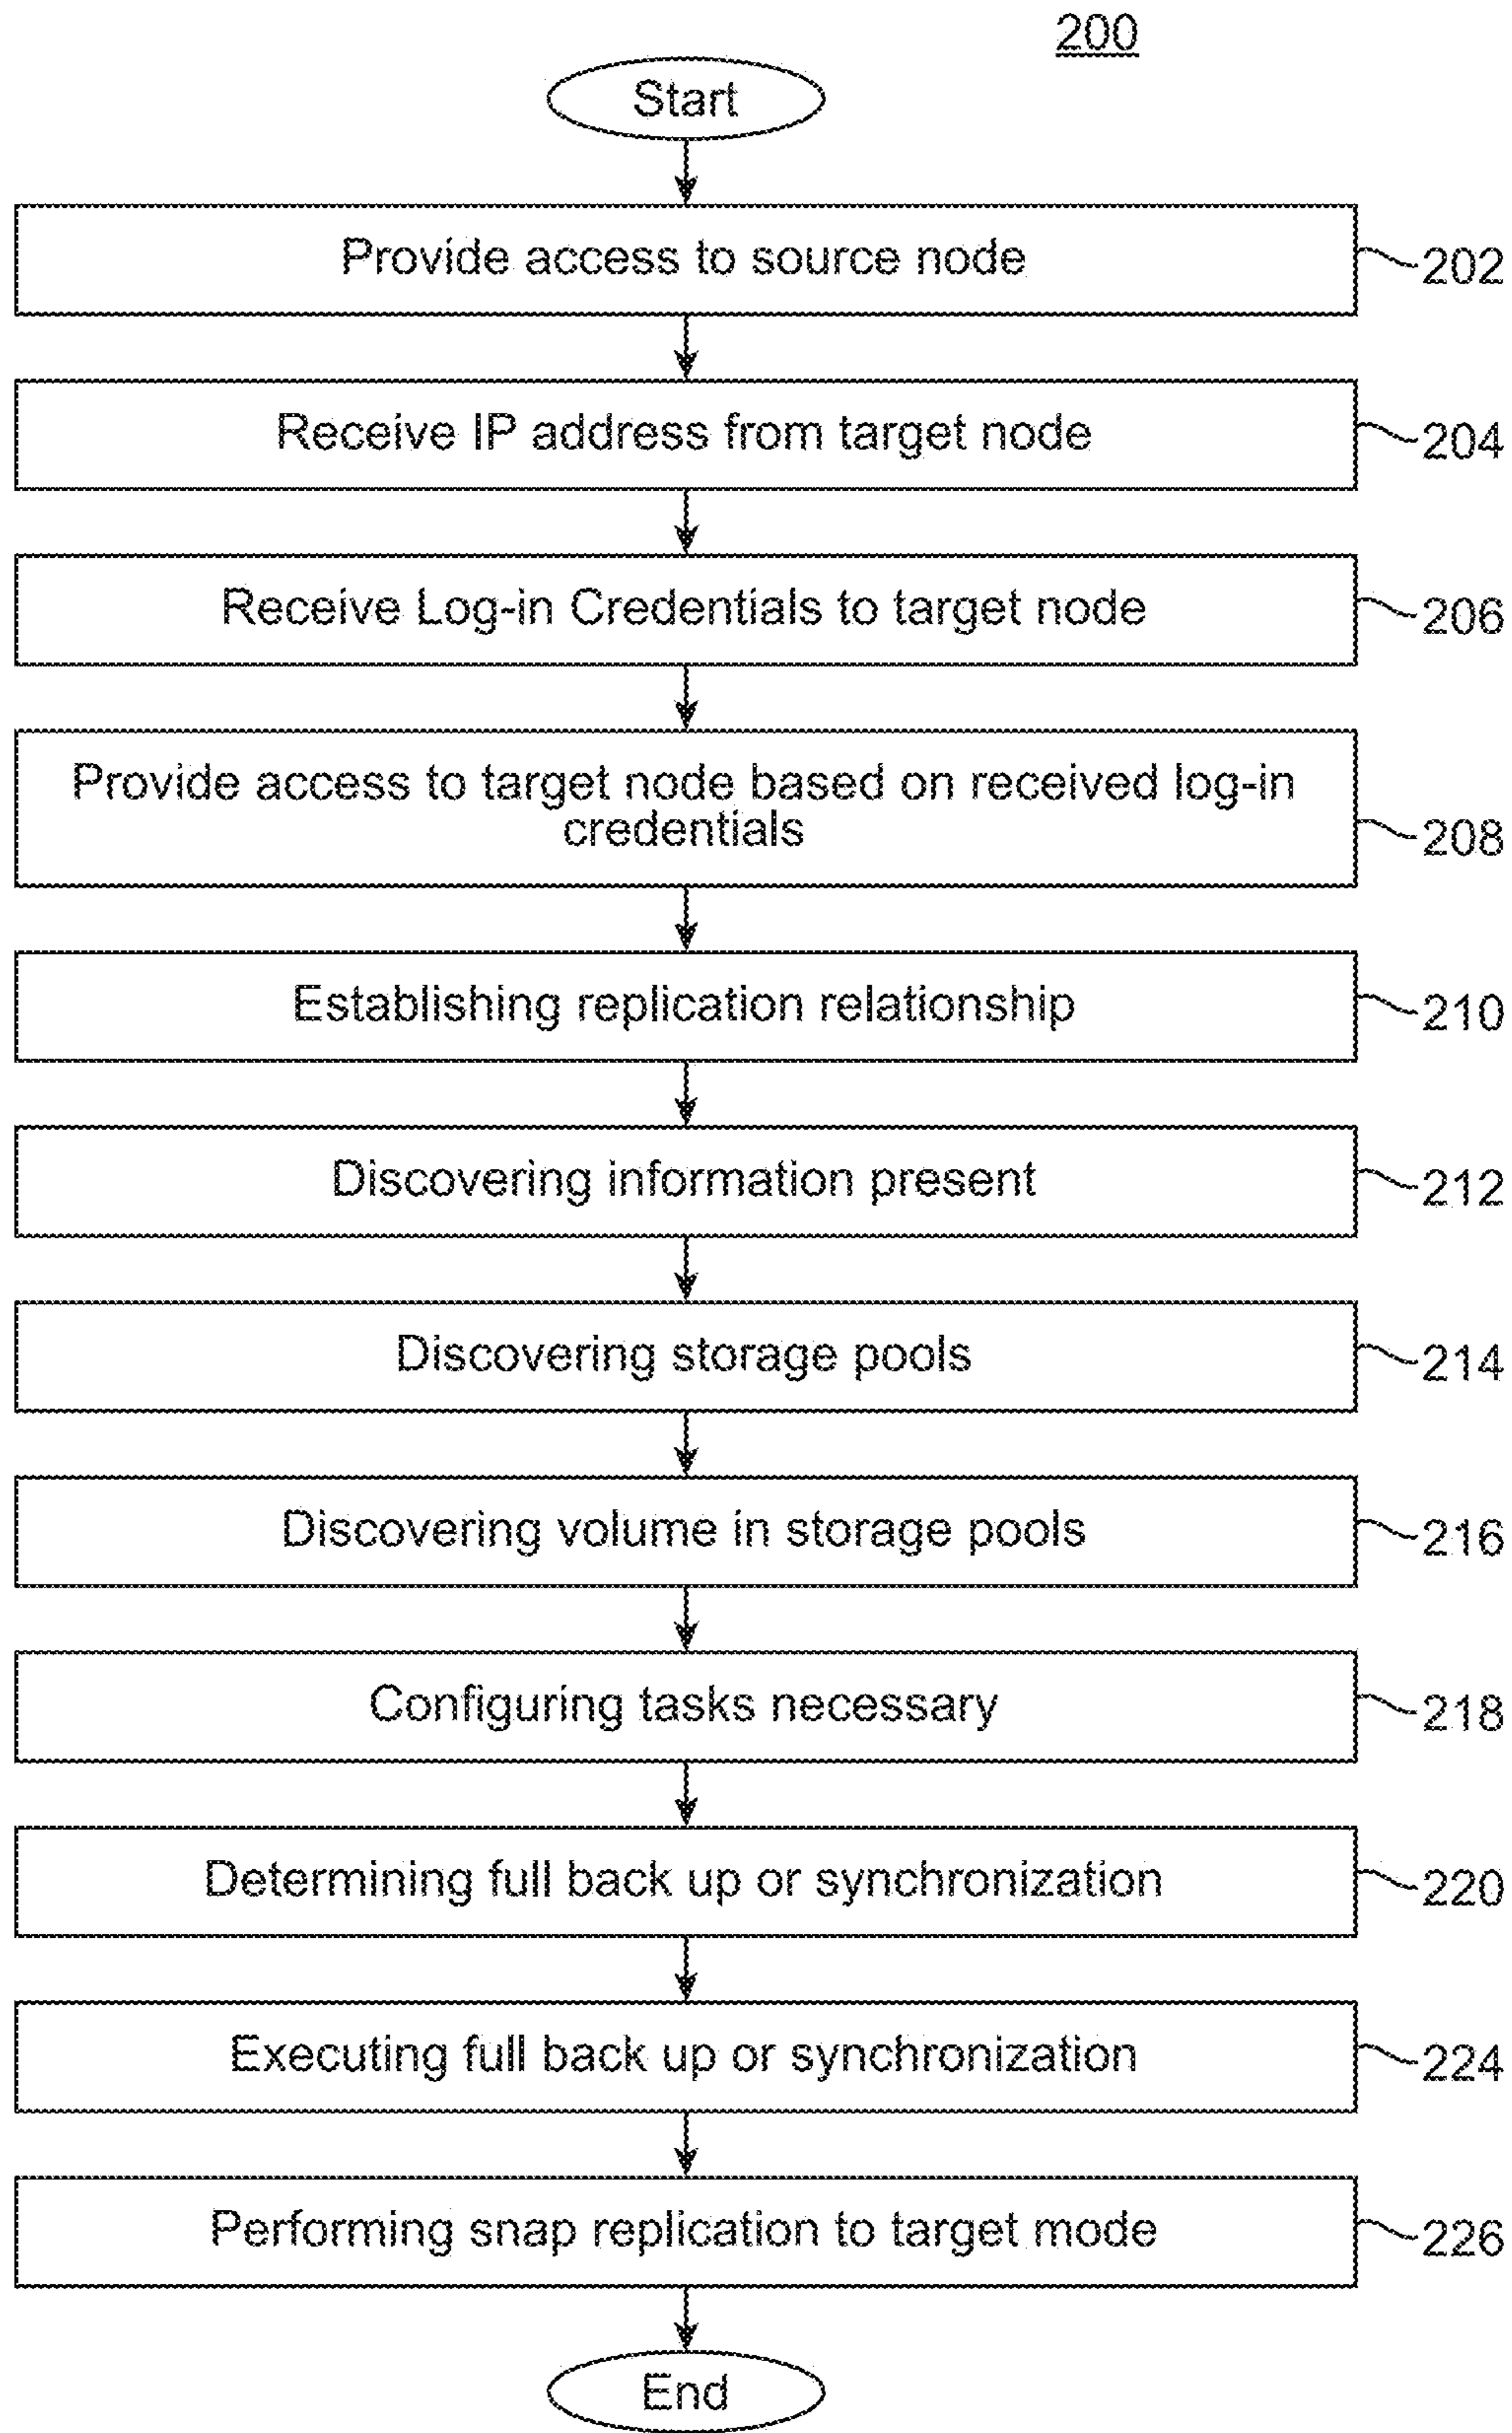 200
Start
Provide access to source node
202
Receive IP address from target node
204
Receive Log-in Credentials to target node
206
Provide access to target node based on received log-in
credentials
208
Establishing replication relationship
210
Discovering information present
212
Discovering storage pools
214
Discovering volume in storage pools
216
Configuring tasks necessary
218
Determining full back up or synchronization
220
Executing full back up or synchronization
224
Performing snap replication to target mode
226
End